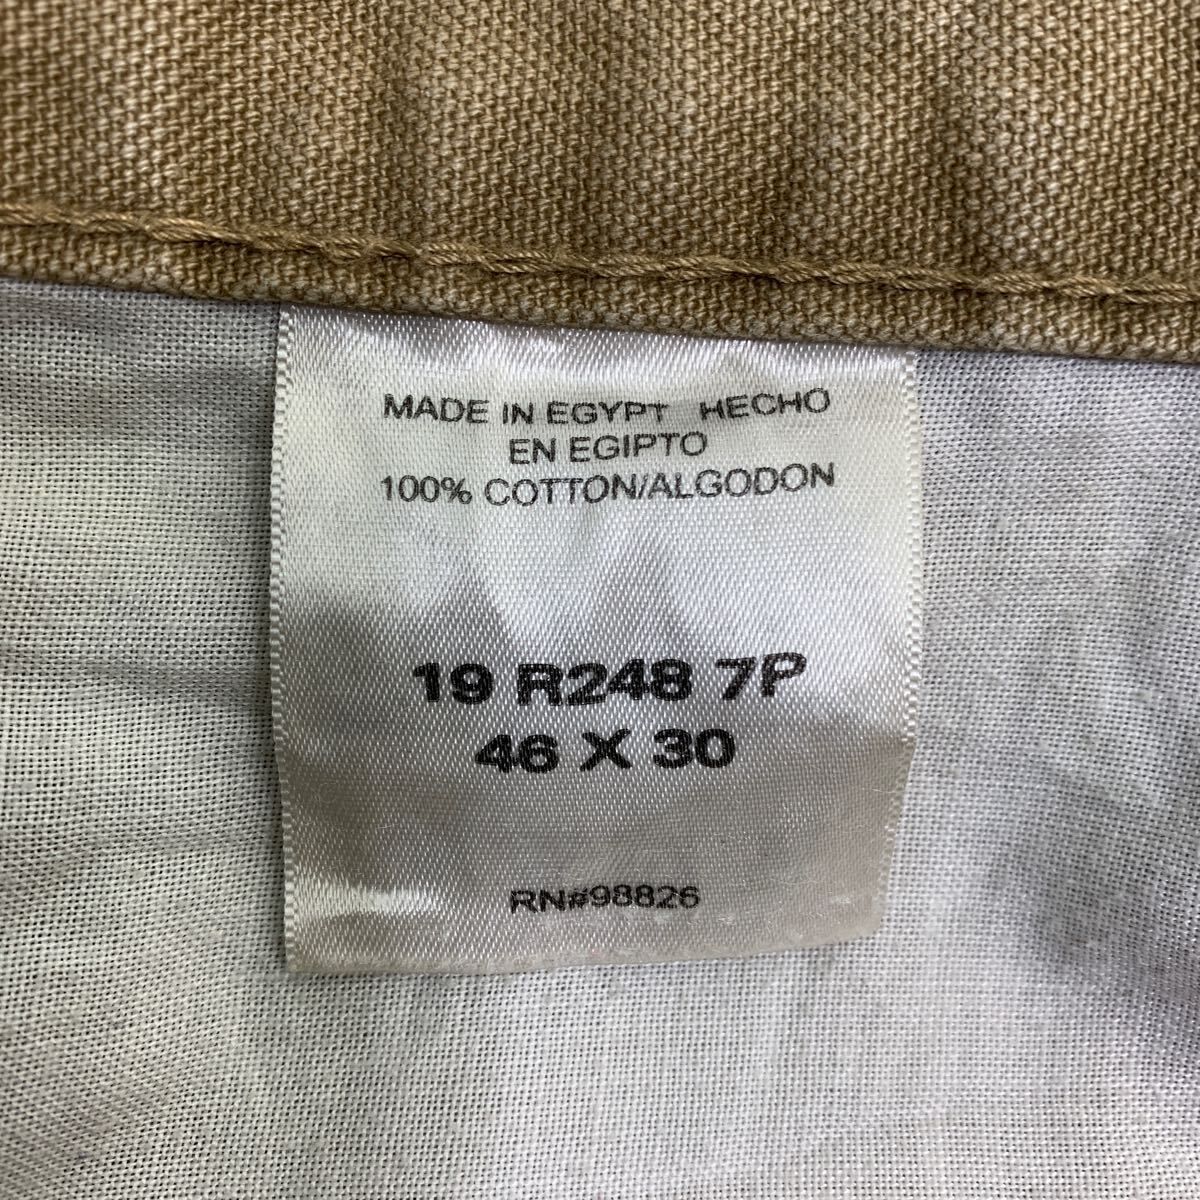 MADE IN EGYPT HECHO
EN EGIPTO
100% COTTON/ALGODON
19 R248 7P
46 X 30
RN#98826